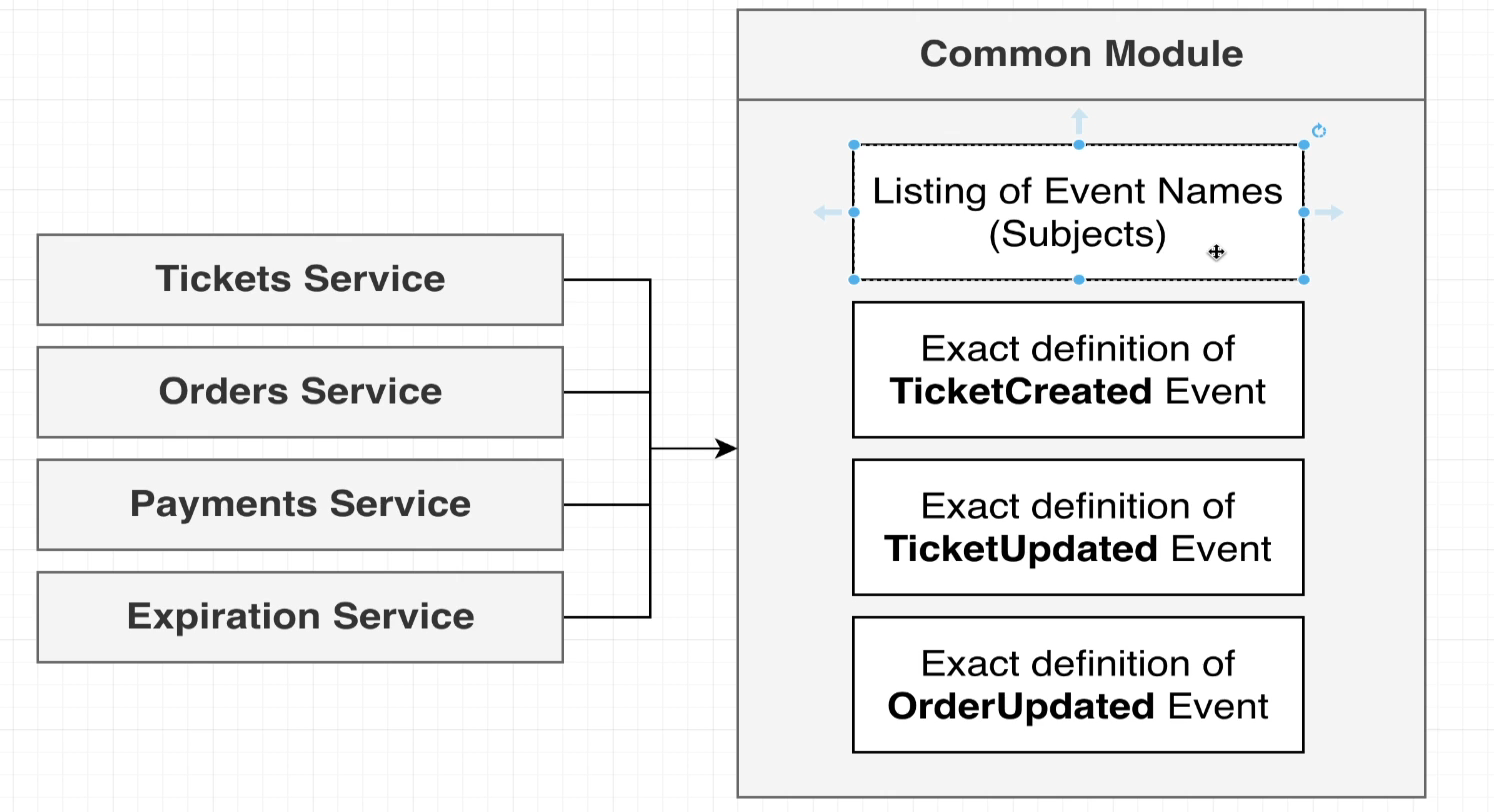 Common Module
Listing of Event Names
(Subjects)
Tickets Service
Exact definition of
TicketCreated Event
Orders Service
Payments Service
Exact definition of
TicketUpdated Event
Expiration Service
Exact definition of
OrderUpdated Event